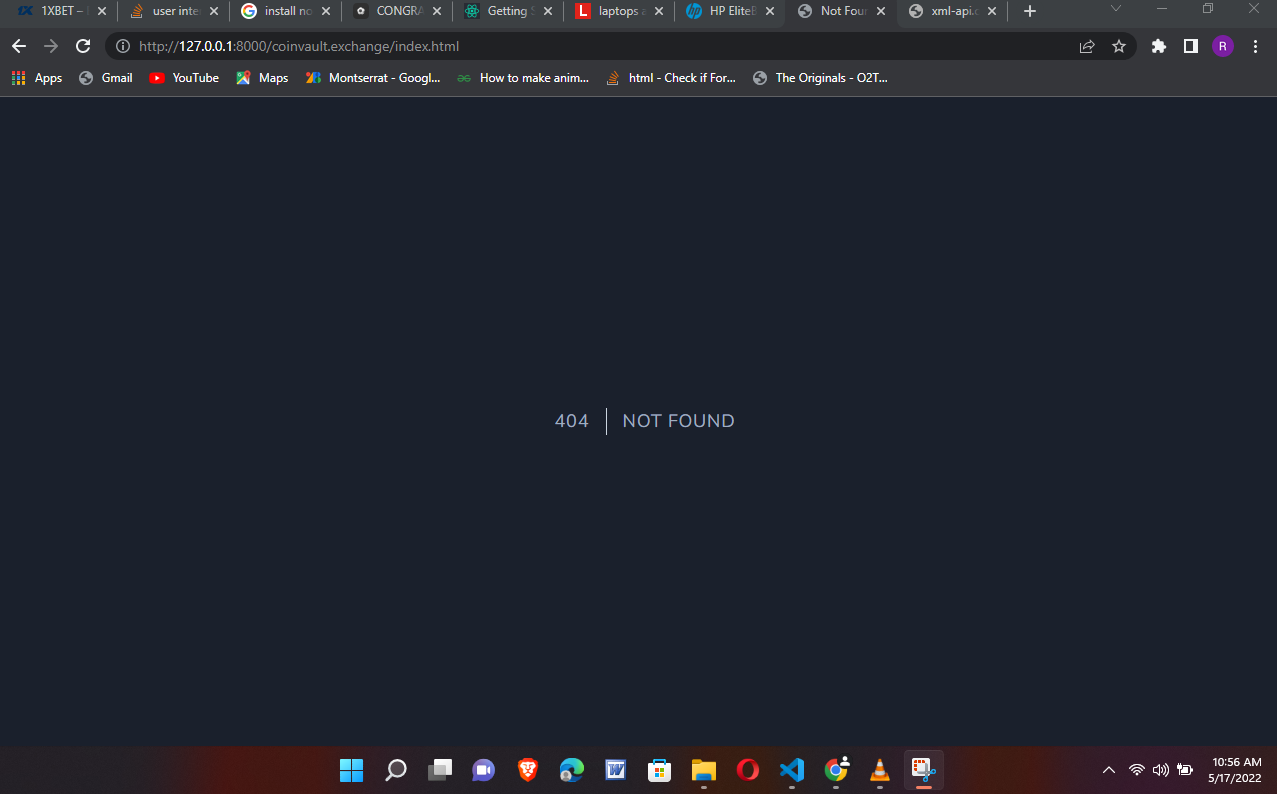 1XBET –
user inte
install no
CONGRA
Getting S
laptops a
HP EliteB
Not Foun
xml-api.c
http://127.0.0.1:8000/coinvault.exchange/index.html
R
Apps
Gmail
YouTube
Maps
Montserrat - Googl...
How to make anim...
html - Check if For...
The Originals - O2T...
404
NOT FOUND
10:56 AM
5/17/2022